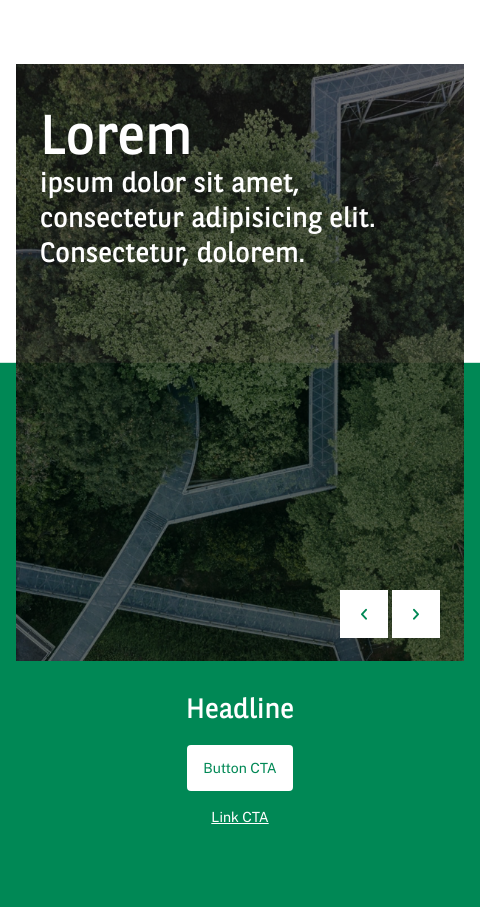 Lorem
ipsum dolor sit amet,
consectetur adipisicing elit.
Consectetur, dolorem.
Headline
Button CTA
Link CTA